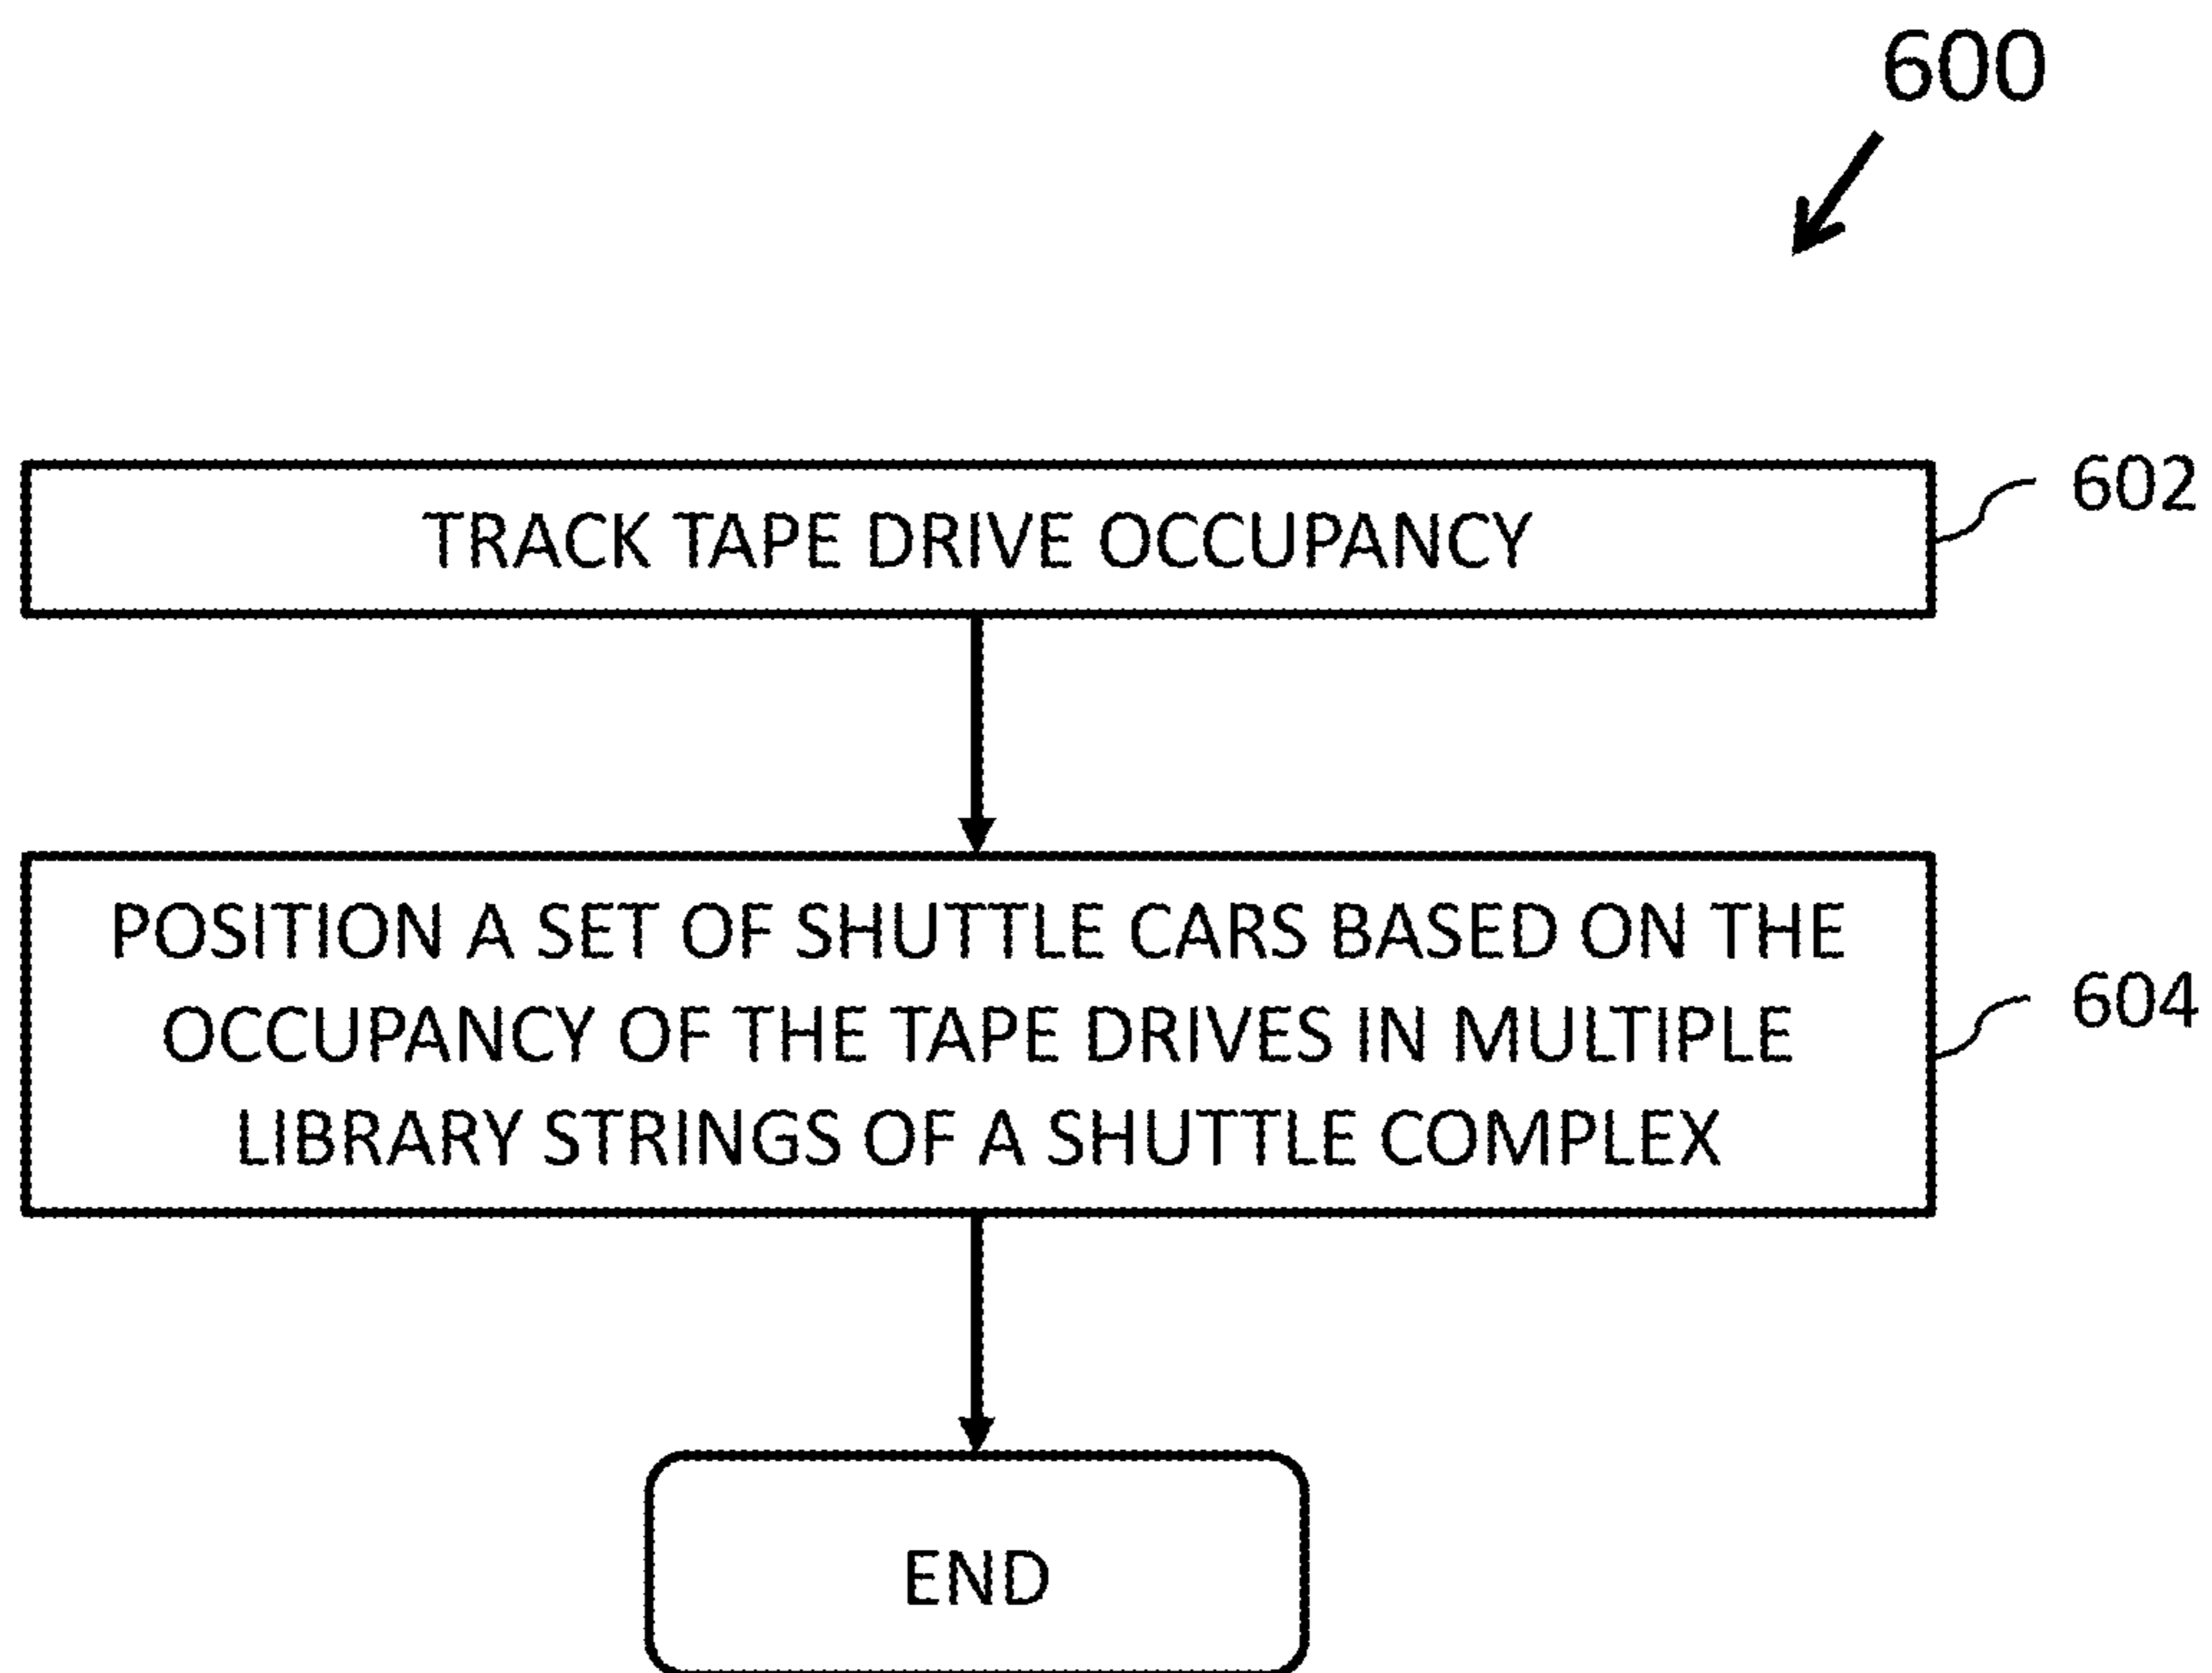 600
TRACK TAPE DRIVE OCCUPANCY
602
POSITION A SET OF SHUTTLE CARS BASED ON THE
OCCUPANCY OF THE TAPE DRIVES IN MULTIPLE
LIBRARY STRINGS OF A SHUTTLE COMPLEX
604
END